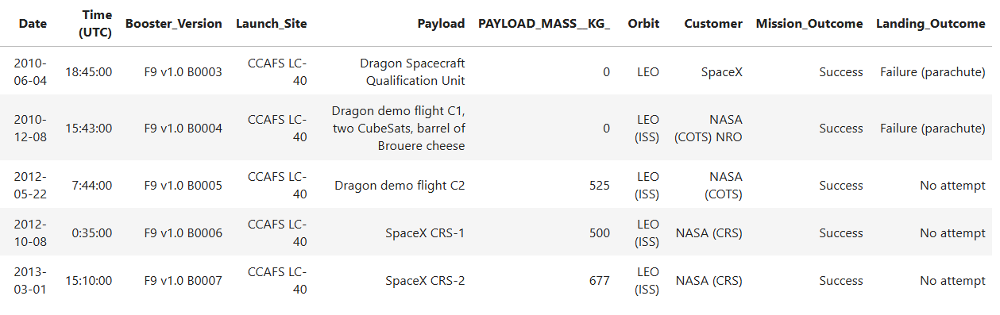 Date Time (UTC) Booster_Version Launch_Site Payload PAYLOAD_MASS__KG_ Orbit Customer Mission_Outcome Landing_Outcome
2010-06-04 18:45:00 F9 v1.0 B0003 CCAFS LC-40 Dragon Spacecraft Qualification Unit 0 LEO SpaceX Success Failure (parachute)
2010-12-08 15:43:00 F9 v1.0 B0004 CCAFS LC-40 Dragon demo flight C1, two CubeSats, barrel of Brouere cheese 0 LEO (ISS) NASA (COTS) NRO Success Failure (parachute)
2012-05-22 7:44:00 F9 v1.0 B0005 CCAFS LC-40 Dragon demo flight C2 525 LEO (ISS) NASA (COTS) Success No attempt
2012-10-08 0:35:00 F9 v1.0 B0006 CCAFS LC-40 SpaceX CRS-1 500 LEO (ISS) NASA (CRS) Success No attempt
2013-03-01 15:10:00 F9 v1.0 B0007 CCAFS LC-40 SpaceX CRS-2 677 LEO (ISS) NASA (CRS) Success No attempt